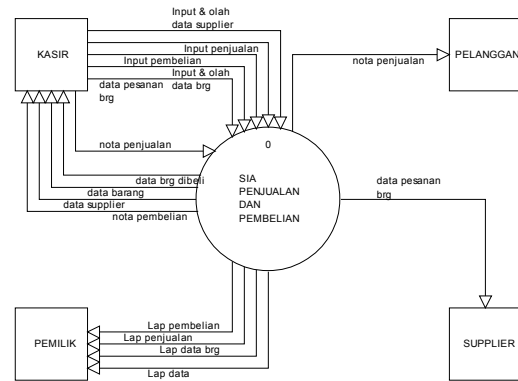 Input & olah
data supplier
KASIR
Input penjualan
Input pembelian
Input & olah
data brg
data pesanan
brg
nota penjualan
PELANGGAN
nota penjualan
0
SIA
PENJUALAN
DAN
PEMBELIAN
data brg dibeli
data barang
data supplier
nota pembelian
data pesanan
brg
PEMILIK
Lap pembelian
Lap penjualan
Lap data brg
Lap data
SUPPLIER